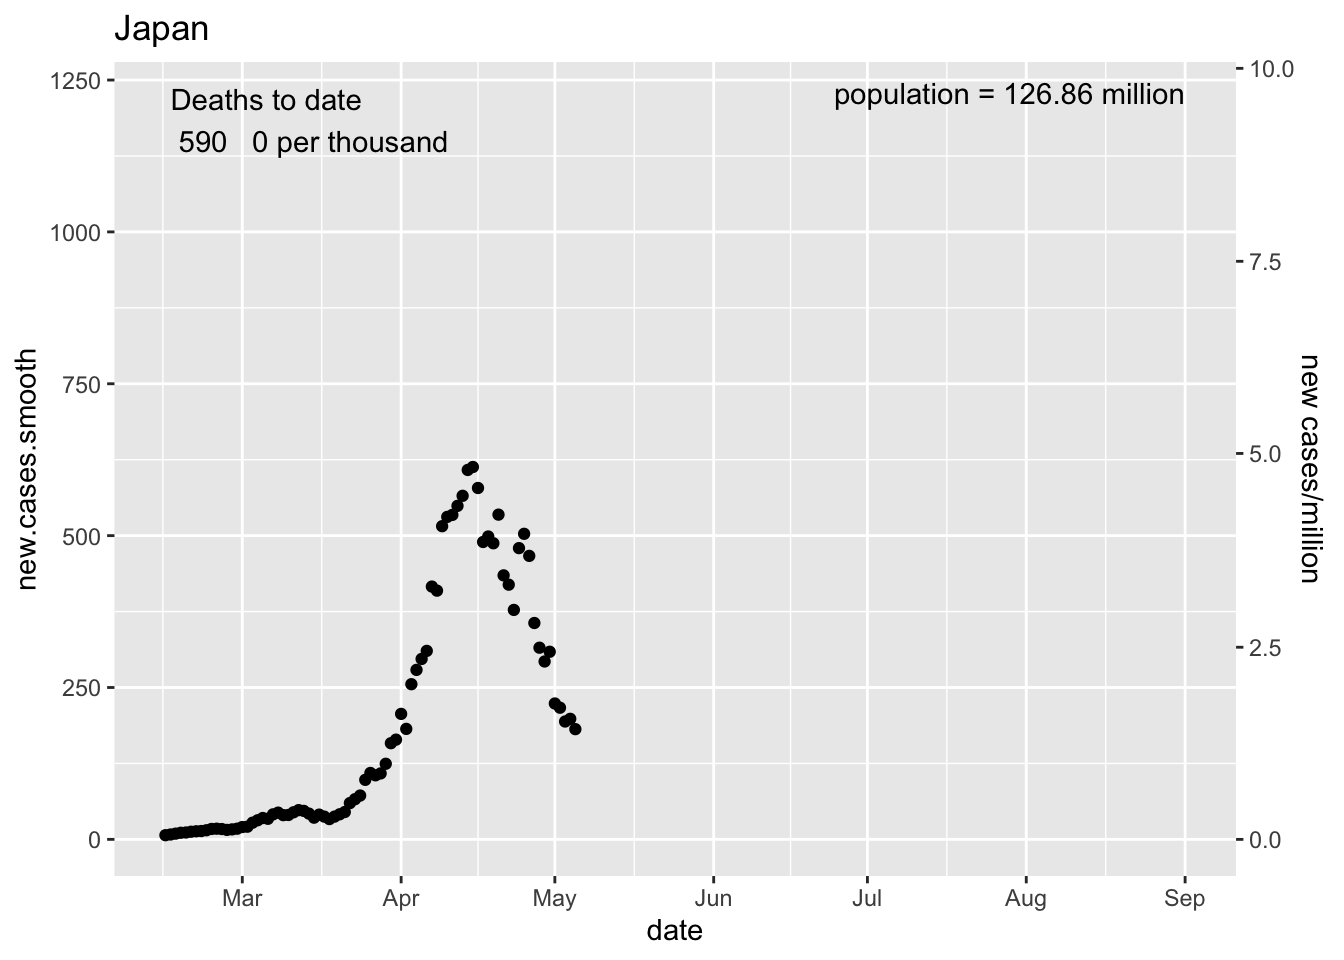 Japan
Deaths to date
590 0 per thousand
population = 126.86 million
new.cases.smooth
1250
1000
750
500
250
0
10.0
7.5
5.0
2.5
0.0
new cases/million
Mar Apr May Jun Jul Aug Sep
date